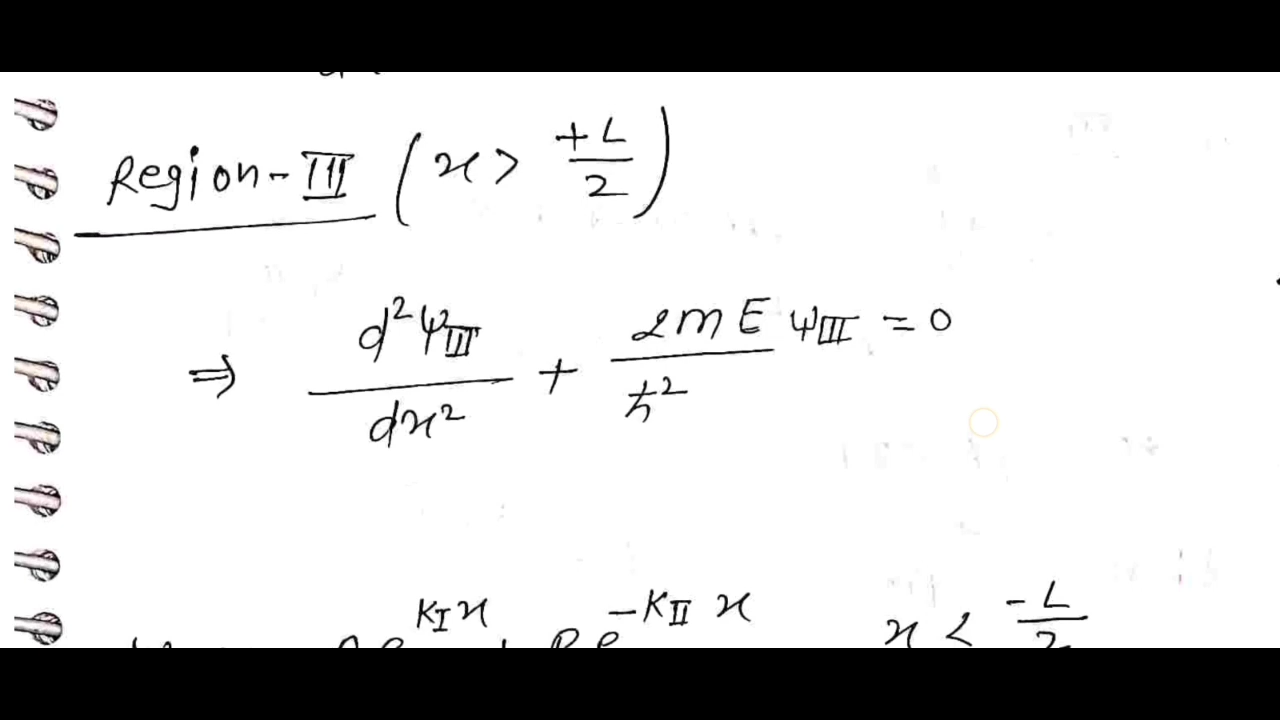 Region-III (x > +L/2)
⇒ d²ψ_III/dx² + 2mE/ħ² ψ_III = 0
e^{K_I x} e^{-K_II x} x < -L/2